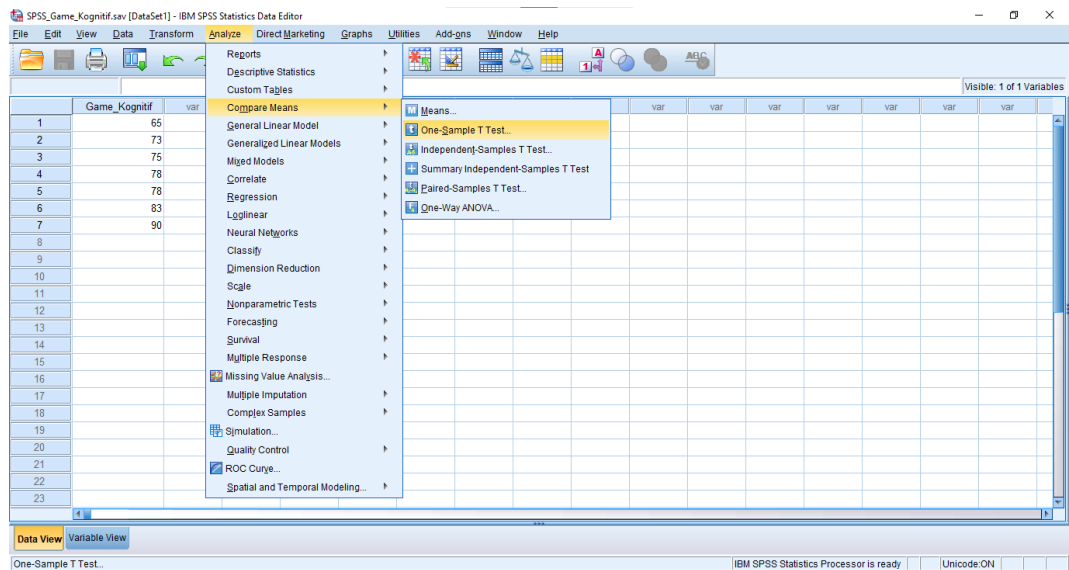 SPSS_Game_Kognitif.sav [DataSet1] - IBM SPSS Statistics Data Editor
File Edit View Data Transform Analyze Direct Marketing Graphs Utilities Add-ons Window Help
Visible: 1 of 1 Variables
Game_Kognitif var var var var var var var var
1 65
2 73
3 75
4 78
5 78
6 83
7 90
8
9
10
11
12
13
14
15
16
17
18
19
20
21
22
23
Reports
Descriptive Statistics
Custom Tables
Compare Means
General Linear Model
Generalized Linear Models
Mixed Models
Correlate
Regression
Loglinear
Neural Networks
Classify
Dimension Reduction
Scale
Nonparametric Tests
Forecasting
Survival
Multiple Response
Missing Value Analysis...
Multiple Imputation
Complex Samples
Simulation...
Quality Control
ROC Curve...
Spatial and Temporal Modeling...
Means...
One-Sample T Test...
Independent-Samples T Test...
Summary Independent-Samples T Test
Paired-Samples T Test...
One-Way ANOVA...
Data View Variable View
One-Sample T Test... IBM SPSS Statistics Processor is ready Unicode:ON